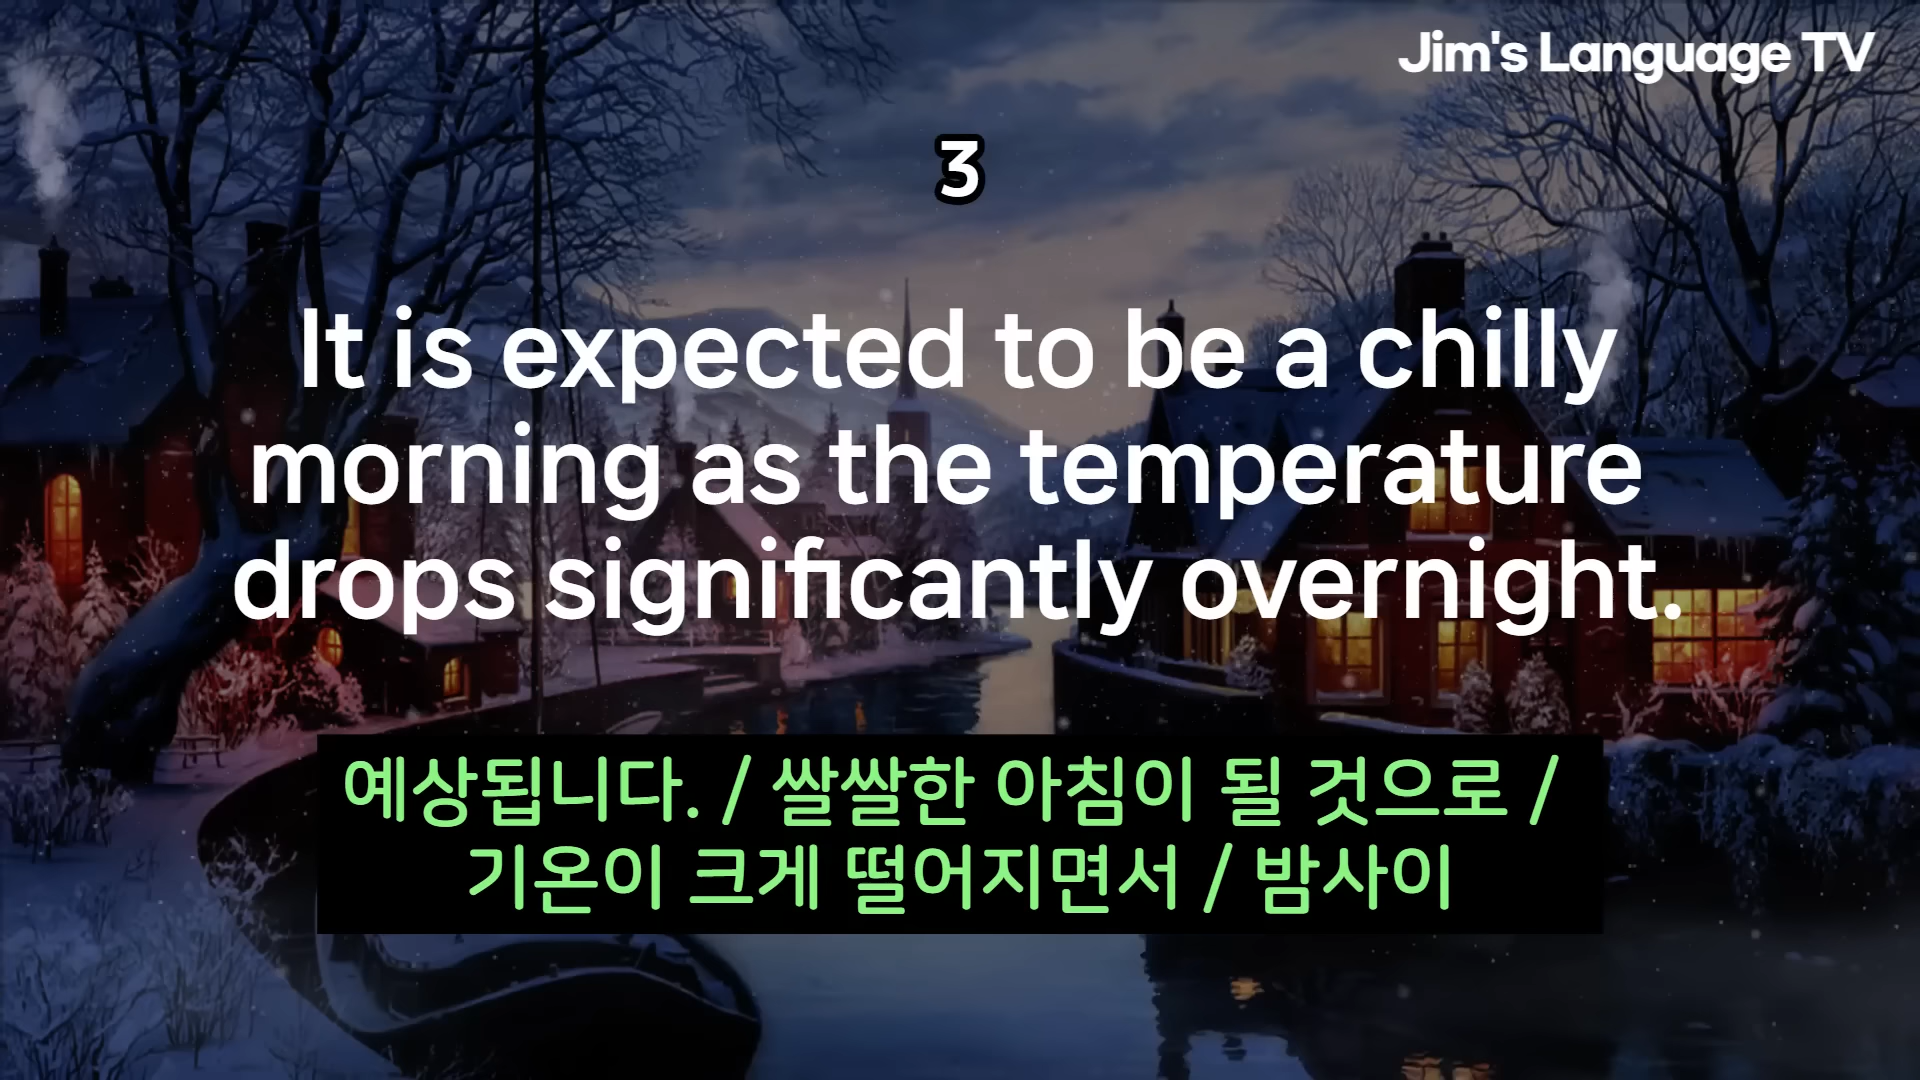 Jim's Language TV
3
It is expected to be a chilly
morning as the temperature
drops significantly overnight.
예상됩니다. / 쌀쌀한 아침이 될 것으로 /
기온이 크게 떨어지면서 / 밤사이